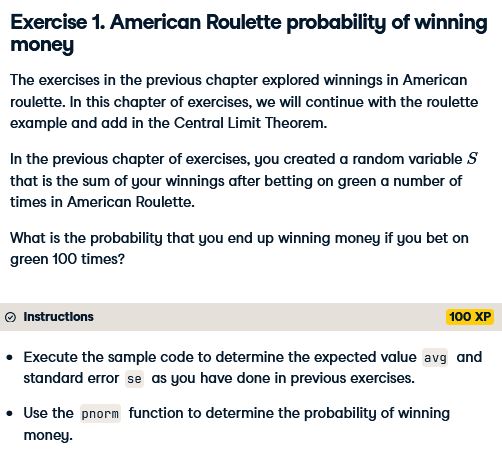 Exercise 1. American Roulette probability of winning
money
The exercises in the previous chapter explored winnings in American
roulette. In this chapter of exercises, we will continue with the roulette
example and add in the Central Limit Theorem.
In the previous chapter of exercises, you created a random variable S
that is the sum of your winnings after betting on green a number of
times in American Roulette.
What is the probability that you end up winning money if you bet on
green 100 times?
Instructions 100 XP
• Execute the sample code to determine the expected value avg and
standard error se as you have done in previous exercises.
• Use the pnorm function to determine the probability of winning
money.